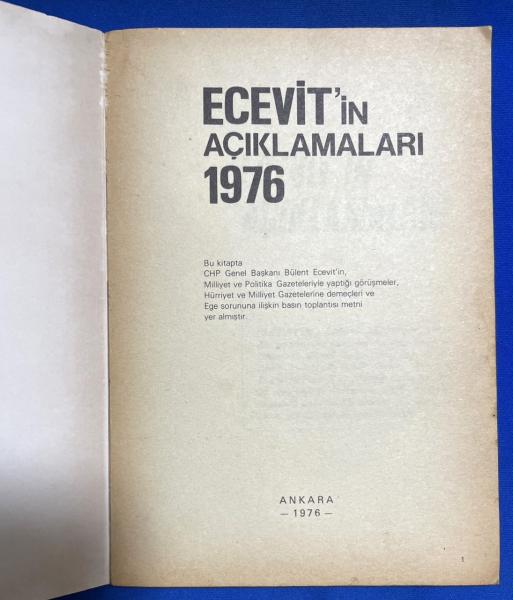 ECEVİT'iN
AÇIKLAMALARI
1976
Bu kitapta
CHP Genel Başkanı Bülent Ecevit'in,
Milliyet ve Politika Gazeteleriyle yaptığı görüşmeler,
Hürriyet ve Milliyet Gazetelerine demeçleri ve
Ege sorununa ilişkin basın toplantısı metni
yer almıştır.
ANKARA
— 1976 —
1